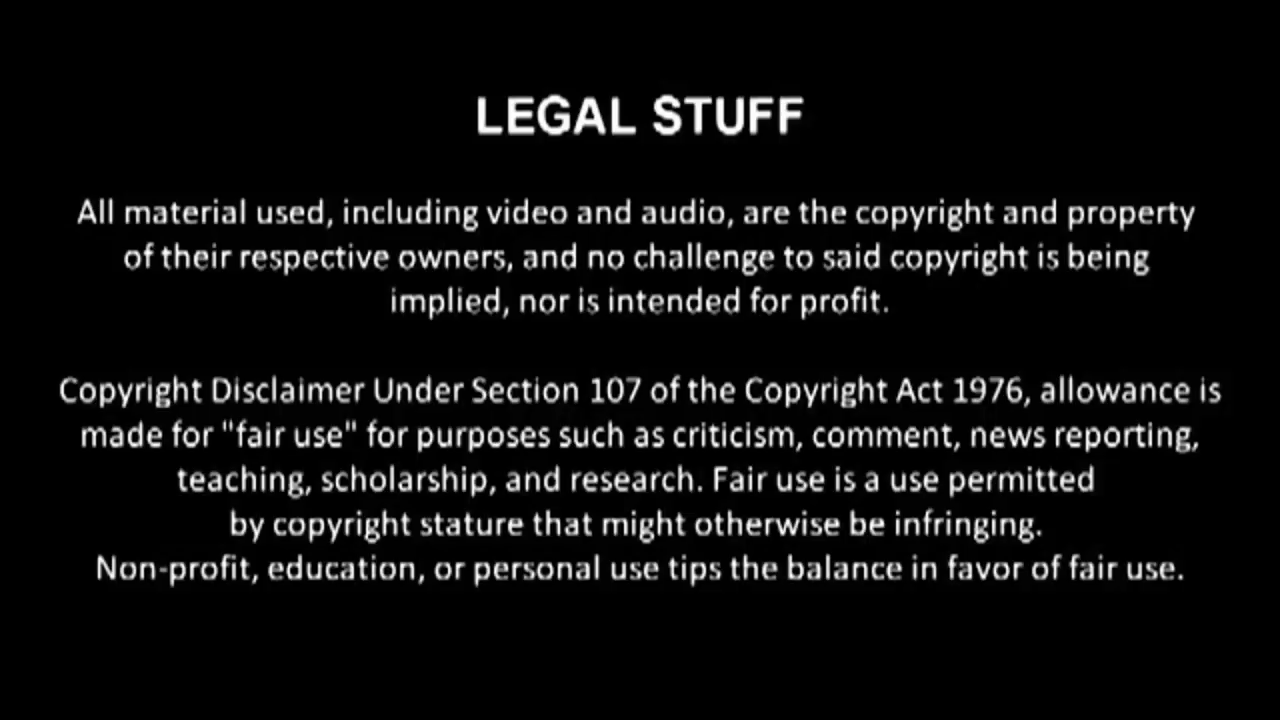 LEGAL STUFF
All material used, including video and audio, are the copyright and property
of their respective owners, and no challenge to said copyright is being
implied, nor is intended for profit.
Copyright Disclaimer Under Section 107 of the Copyright Act 1976, allowance is
made for "fair use" for purposes such as criticism, comment, news reporting,
teaching, scholarship, and research. Fair use is a use permitted
by copyright stature that might otherwise be infringing.
Non-profit, education, or personal use tips the balance in favor of fair use.